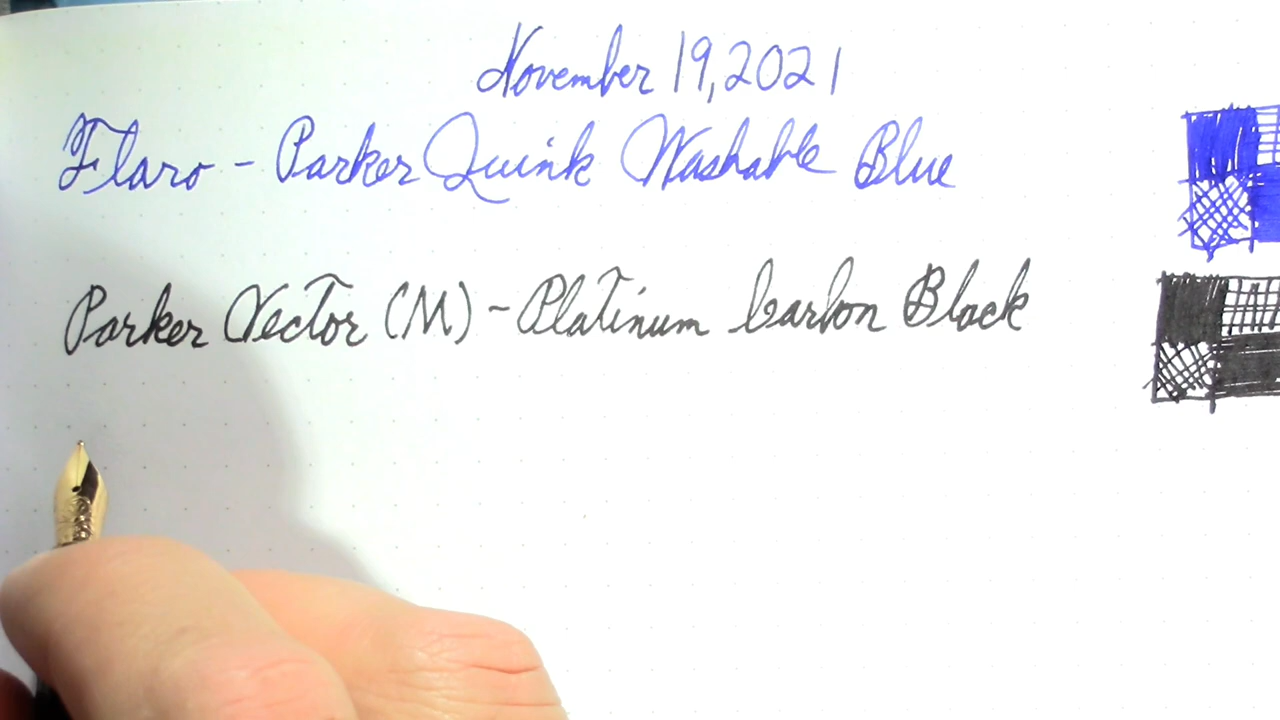 November 19, 2021
Flaro - Parker Quink Washable Blue
Parker Vector (M) - Platinum Carbon Black